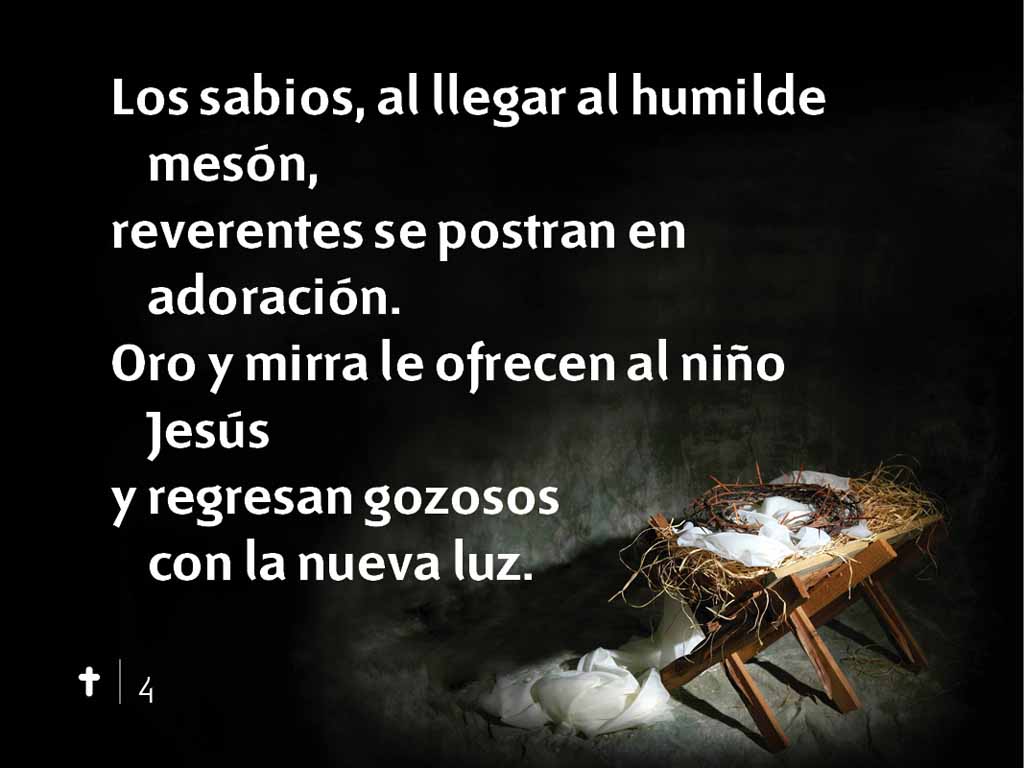 Los sabios, al llegar al humilde
mesón,
reverentes se postran en
adoración.
Oro y mirra le ofrecen al niño
Jesús
y regresan gozosos
con la nueva luz.
4